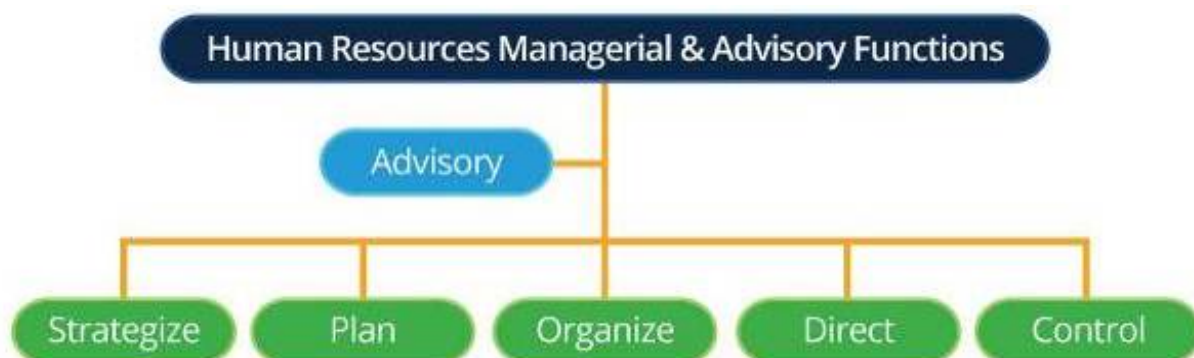 Human Resources Managerial & Advisory Functions
Advisory
Strategize
Plan
Organize
Direct
Control